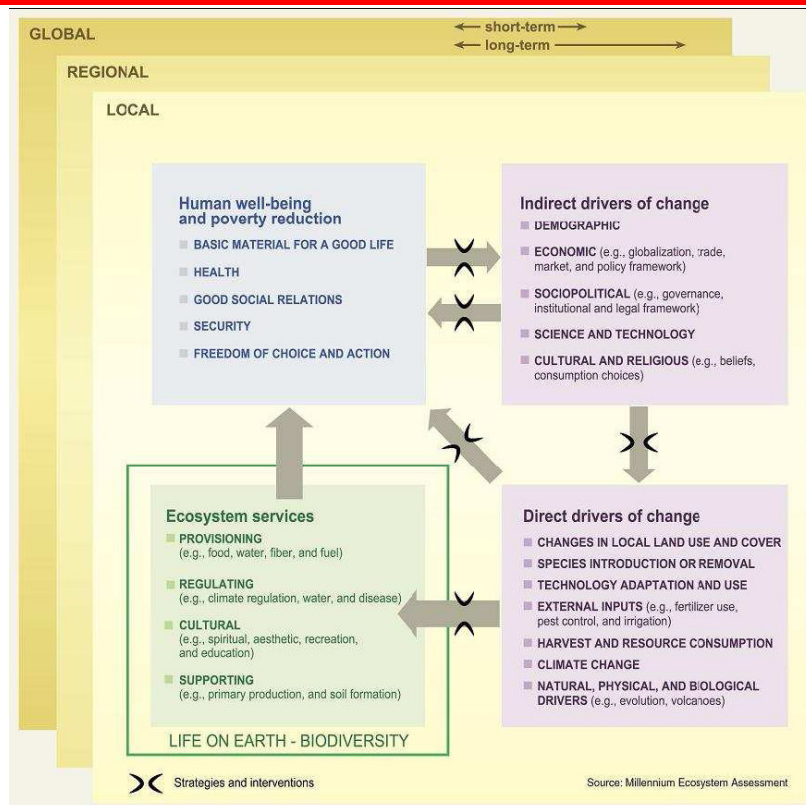 GLOBAL
short-term
long-term
REGIONAL
LOCAL
Human well-being
and poverty reduction
BASIC MATERIAL FOR A GOOD LIFE
HEALTH
GOOD SOCIAL RELATIONS
SECURITY
FREEDOM OF CHOICE AND ACTION
Indirect drivers of change
DEMOGRAPHIC
ECONOMIC (e.g., globalization, trade,
market, and policy framework)
SOCIOPOLITICAL (e.g., governance,
institutional and legal framework)
SCIENCE AND TECHNOLOGY
CULTURAL AND RELIGIOUS (e.g., beliefs,
consumption choices)
Ecosystem services
PROVISIONING
(e.g., food, water, fiber, and fuel)
REGULATING
(e.g., climate regulation, water, and disease)
CULTURAL
(e.g., spiritual, aesthetic, recreation,
and education)
SUPPORTING
(e.g., primary production, and soil formation)
LIFE ON EARTH - BIODIVERSITY
Direct drivers of change
CHANGES IN LOCAL LAND USE AND COVER
SPECIES INTRODUCTION OR REMOVAL
TECHNOLOGY ADAPTATION AND USE
EXTERNAL INPUTS (e.g., fertilizer use,
pest control, and irrigation)
HARVEST AND RESOURCE CONSUMPTION
CLIMATE CHANGE
NATURAL, PHYSICAL, AND BIOLOGICAL
DRIVERS (e.g., evolution, volcanoes)
Strategies and interventions
Source: Millennium Ecosystem Assessment